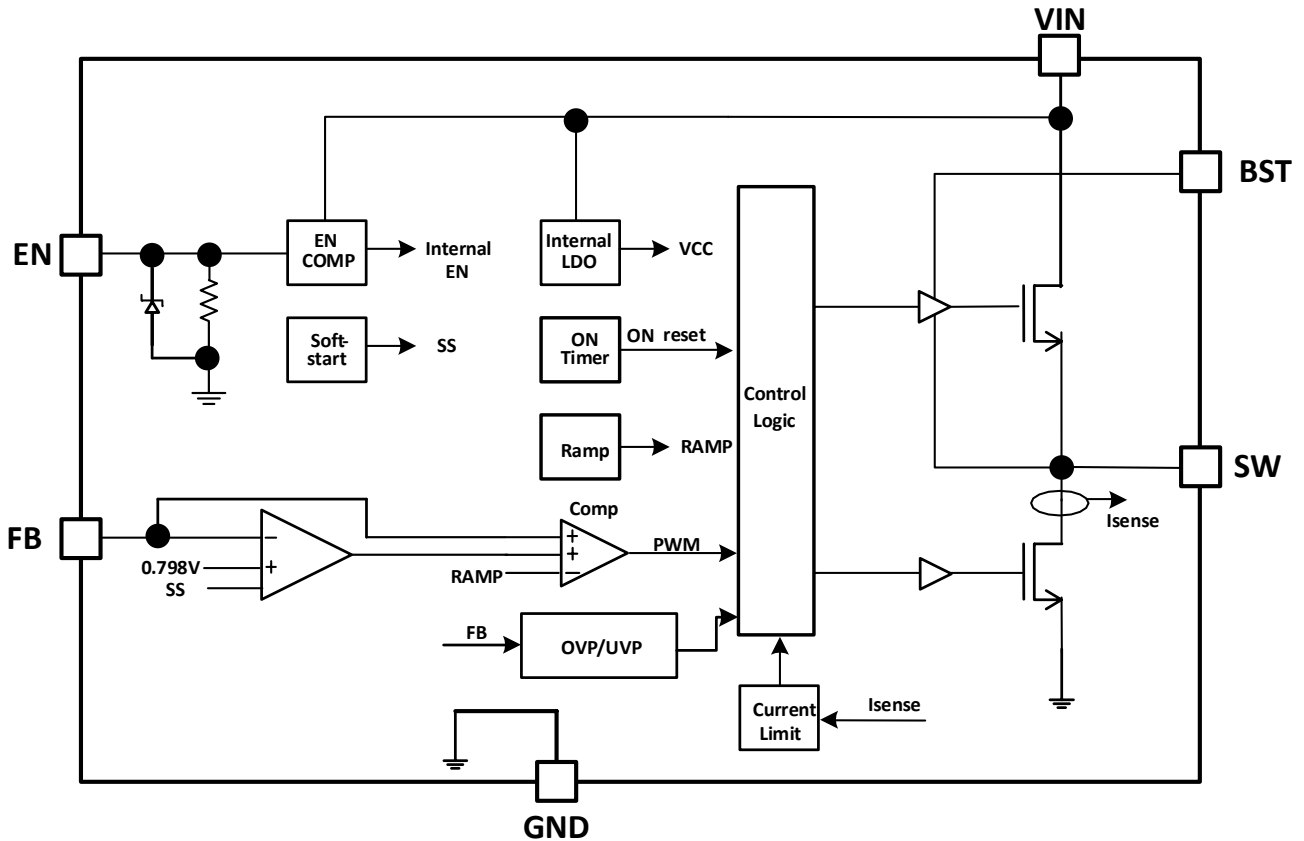 VIN
BST
EN
EN
COMP
Internal
EN
Internal
LDO
VCC
Soft-
start
SS
ON
Timer
ON reset
Control
Logic
Ramp
RAMP
SW
Isense
FB
0.798V
SS
−
+
Comp
+
+
−
RAMP
PWM
FB
OVP/UVP
Current
Limit
Isense
GND